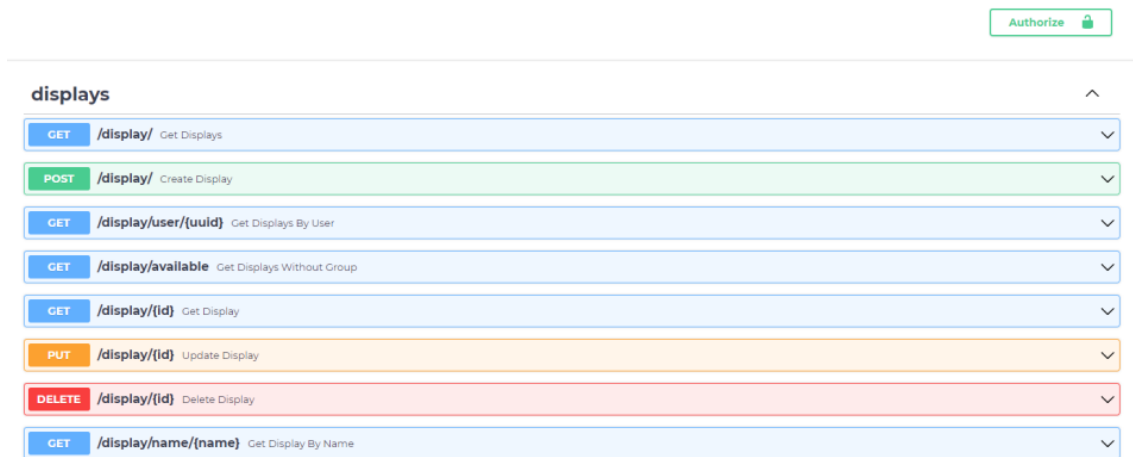 Authorize
displays
GET /display/ Get Displays
POST /display/ Create Display
GET /display/user/{uuid} Get Displays By User
GET /display/available Get Displays Without Group
GET /display/{id} Get Display
PUT /display/{id} Update Display
DELETE /display/{id} Delete Display
GET /display/name/{name} Get Display By Name